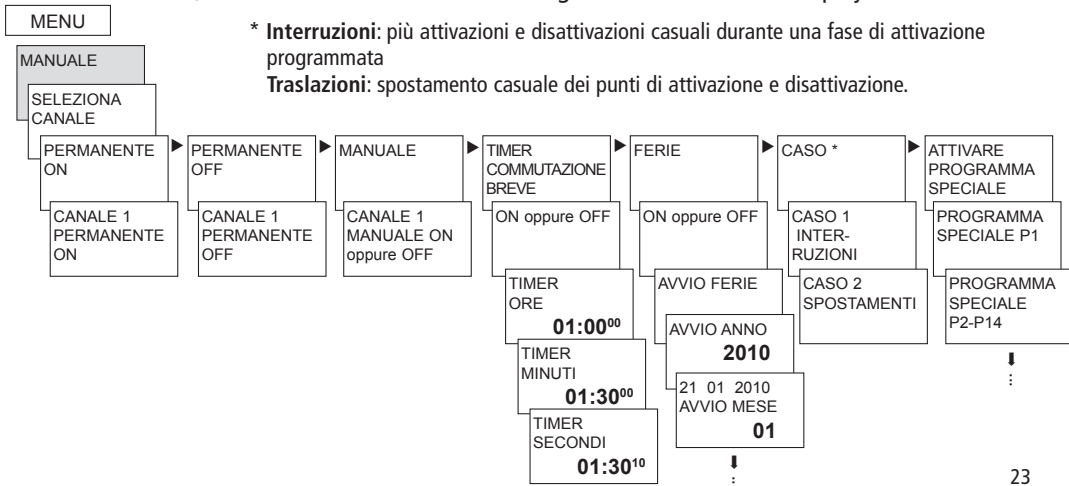 MENU
* Interruzioni: più attivazioni e disattivazioni casuali durante una fase di attivazione
programmata
Traslazioni: spostamento casuale dei punti di attivazione e disattivazione.
MANUALE
SELEZIONA
CANALE
PERMANENTE
ON
CANALE 1
PERMANENTE
ON
PERMANENTE
OFF
CANALE 1
PERMANENTE
OFF
MANUALE
CANALE 1
MANUALE ON
oppure OFF
TIMER
COMMUTAZIONE
BREVE
ON oppure OFF
TIMER
ORE
01:00⁰⁰
TIMER
MINUTI
01:30⁰⁰
TIMER
SECONDI
01:30¹⁰
FERIE
ON oppure OFF
AVVIO FERIE
AVVIO ANNO
2010
21 01 2010
AVVIO MESE
01
CASO *
CASO 1
INTER-
RUZIONI
CASO 2
SPOSTAMENTI
ATTIVARE
PROGRAMMA
SPECIALE
PROGRAMMA
SPECIALE P1
PROGRAMMA
SPECIALE
P2-P14
23